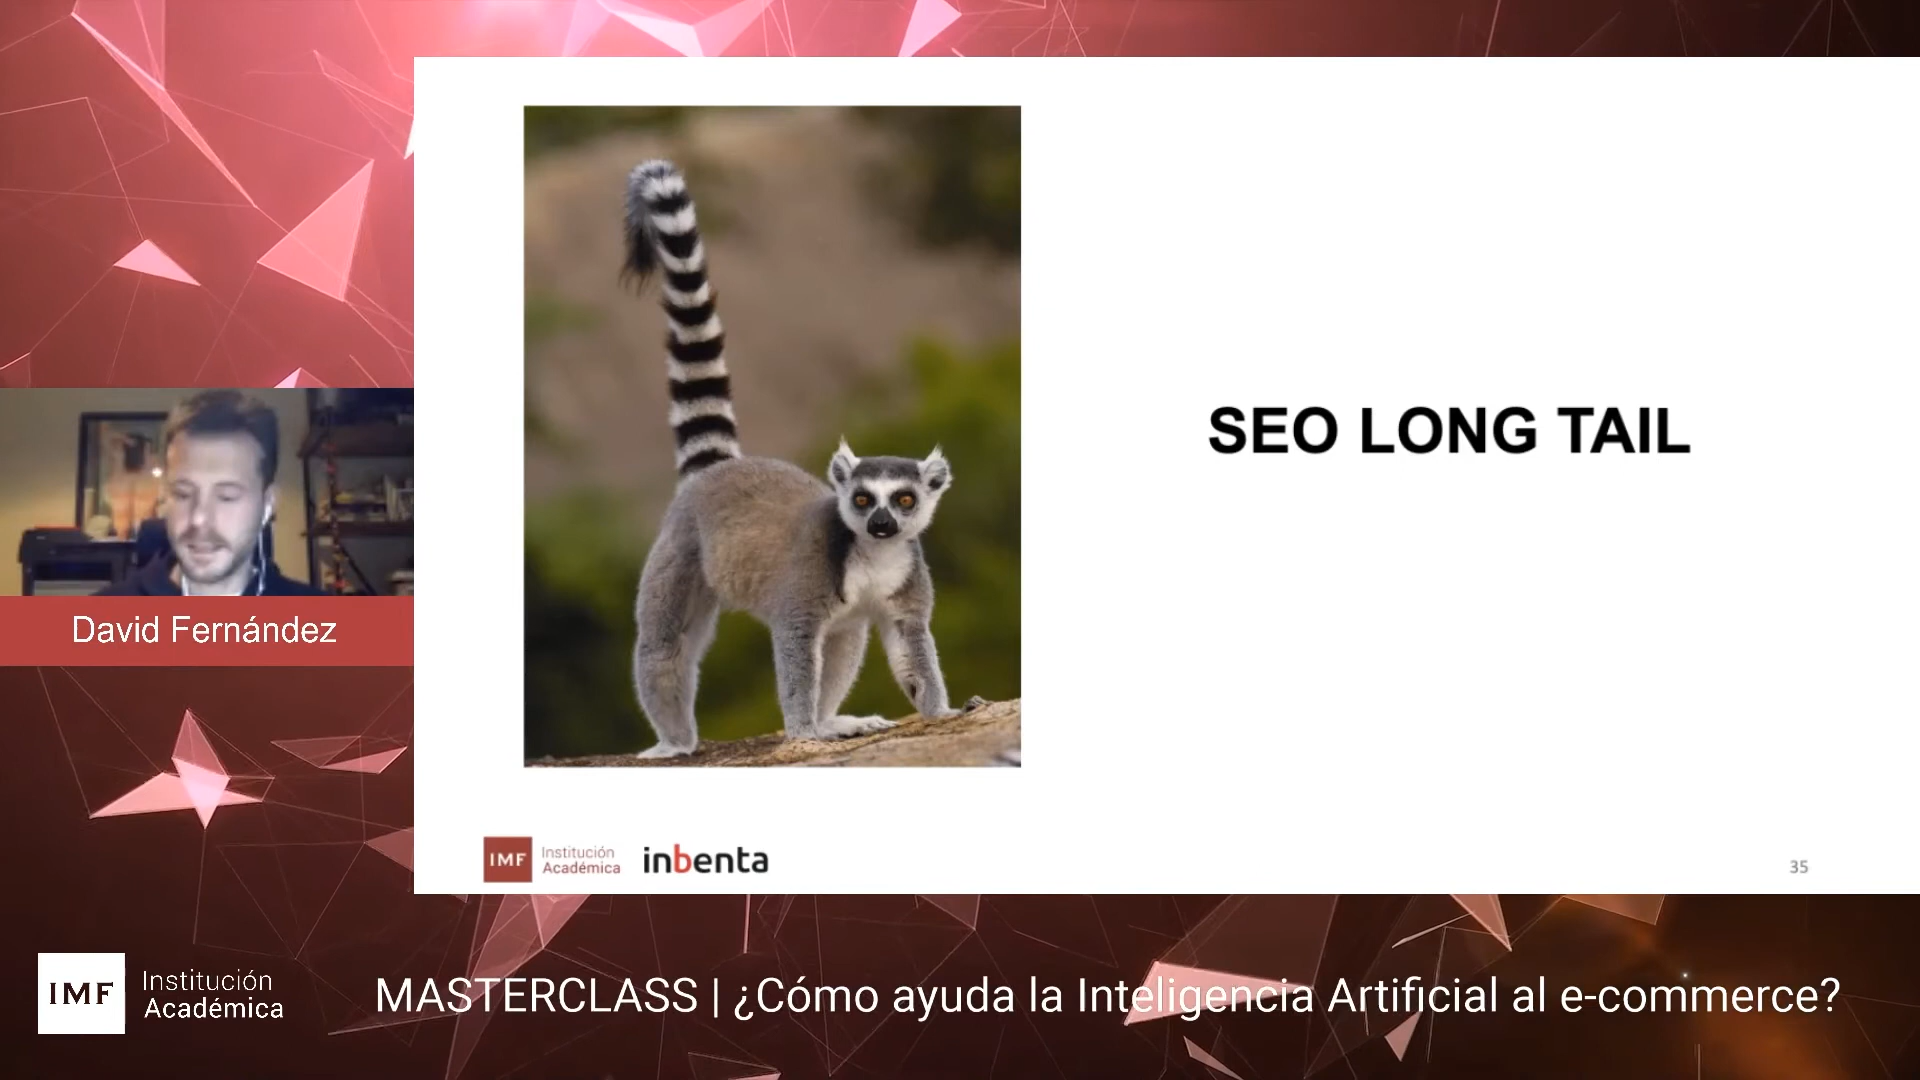 SEO LONG TAIL
David Fernández
IMF Institución
Académica
inbenta
35
IMF Institución
Académica
MASTERCLASS | ¿Cómo ayuda la Inteligencia Artificial al e-commerce?